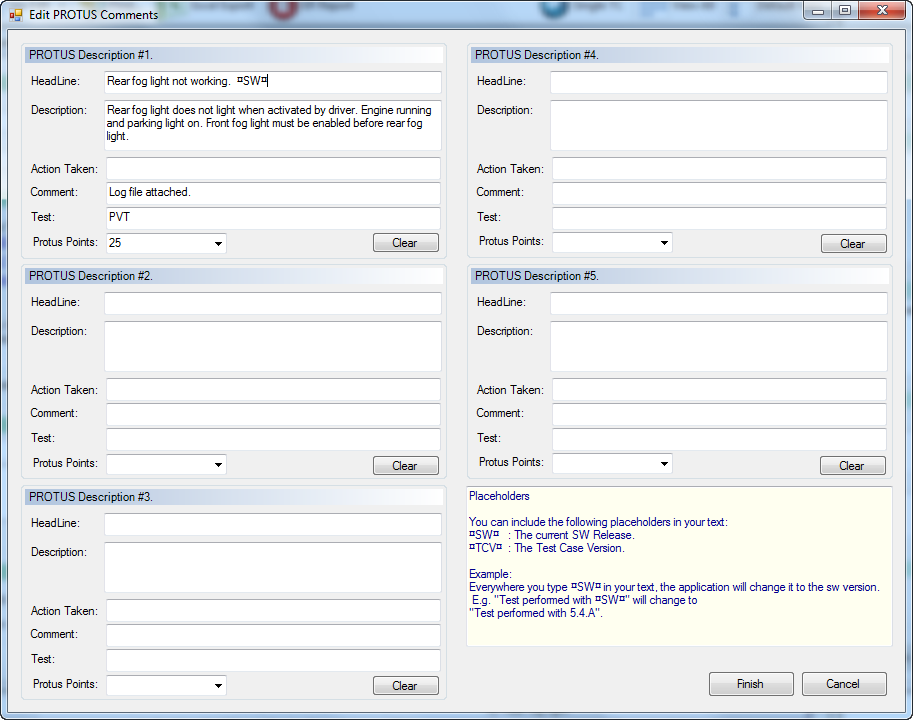 Edit PROTUS Comments
PROTUS Description #1.
HeadLine: Rear fog light not working. ¤SW¤
Description: Rear fog light does not light when activated by driver. Engine running
and parking light on. Front fog light must be enabled before rear fog
light.
Action Taken:
Comment: Log file attached.
Test: PVT
Protus Points: 25 Clear
PROTUS Description #2.
HeadLine:
Description:
Action Taken:
Comment:
Test:
Protus Points: Clear
PROTUS Description #3.
HeadLine:
Description:
Action Taken:
Comment:
Test:
Protus Points: Clear
PROTUS Description #4.
HeadLine:
Description:
Action Taken:
Comment:
Test:
Protus Points: Clear
PROTUS Description #5.
HeadLine:
Description:
Action Taken:
Comment:
Test:
Protus Points: Clear
Placeholders
You can include the following placeholders in your text:
¤SW¤ : The current SW Release.
¤TCV¤ : The Test Case Version.
Example:
Everywhere you type ¤SW¤ in your text, the application will change it to the sw version.
E.g. "Test performed with ¤SW¤" will change to
"Test performed with 5.4.A".
Finish Cancel